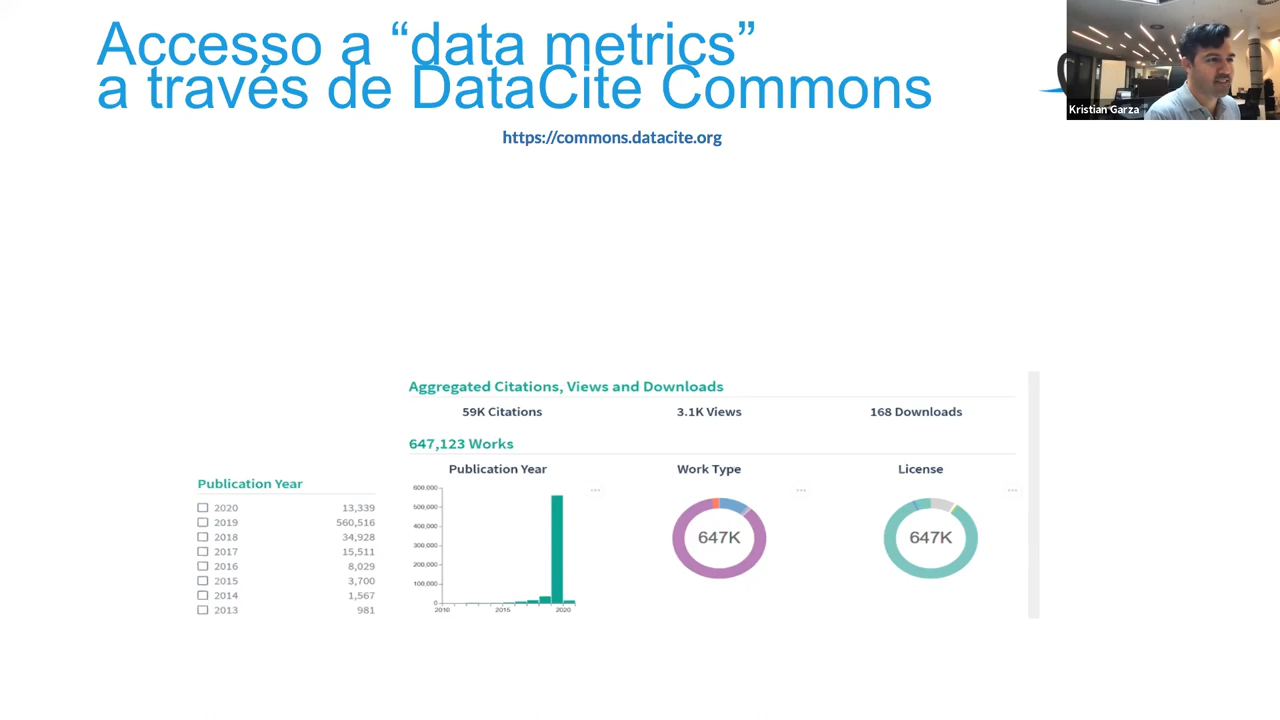 Accesso a “data metrics”
a través de DataCite Commons
https://commons.datacite.org
Kristian Garza
Aggregated Citations, Views and Downloads
59K Citations 3.1K Views 168 Downloads
647,123 Works
Publication Year Work Type License
Publication Year
2020 13,339
2019 560,516
2018 34,928
2017 15,511
2016 8,029
2015 3,700
2014 1,567
2013 981
600,000
500,000
400,000
300,000
200,000
100,000
0
2010 2015 2020
647K
647K